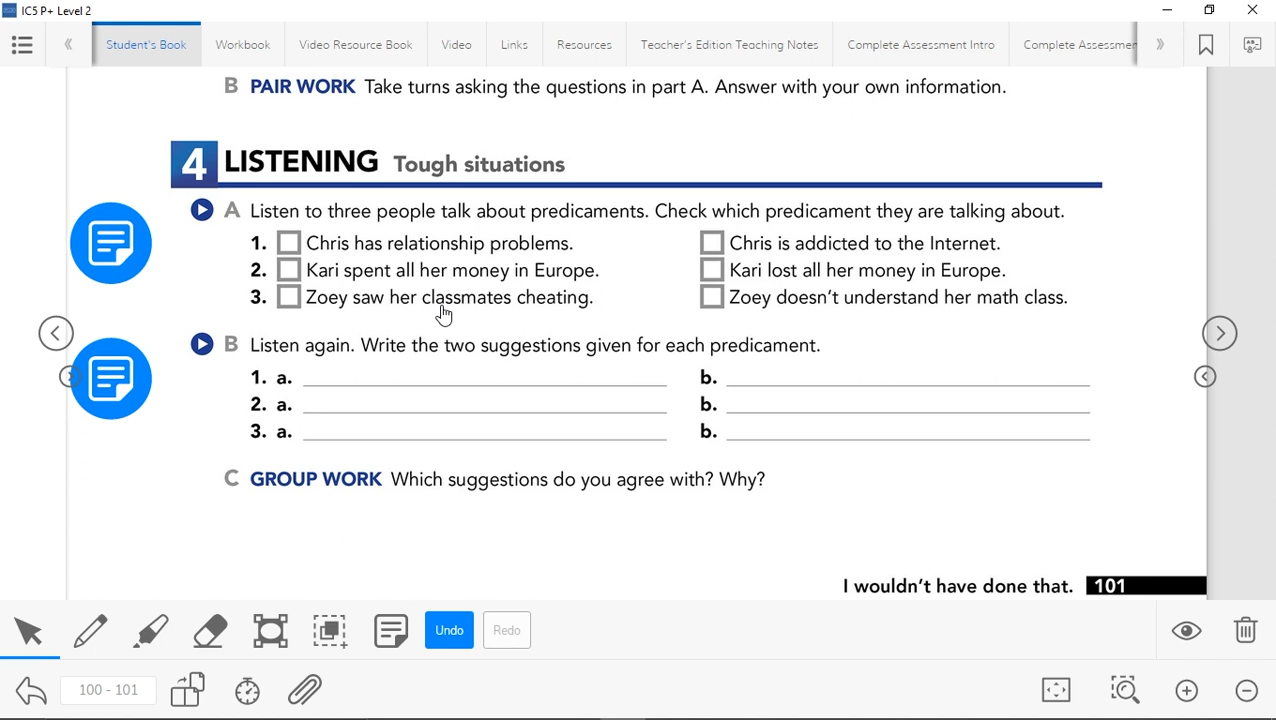 IC5 P+ Level 2
Student's Book Workbook Video Resource Book Video Links Resources Teacher's Edition Teaching Notes Complete Assessment Intro Complete Assessmen
B PAIR WORK Take turns asking the questions in part A. Answer with your own information.
4 LISTENING Tough situations
A Listen to three people talk about predicaments. Check which predicament they are talking about.
1. Chris has relationship problems. Chris is addicted to the Internet.
2. Kari spent all her money in Europe. Kari lost all her money in Europe.
3. Zoey saw her classmates cheating. Zoey doesn't understand her math class.
B Listen again. Write the two suggestions given for each predicament.
1. a. b.
2. a. b.
3. a. b.
C GROUP WORK Which suggestions do you agree with? Why?
I wouldn't have done that. 101
Undo Redo
100 - 101